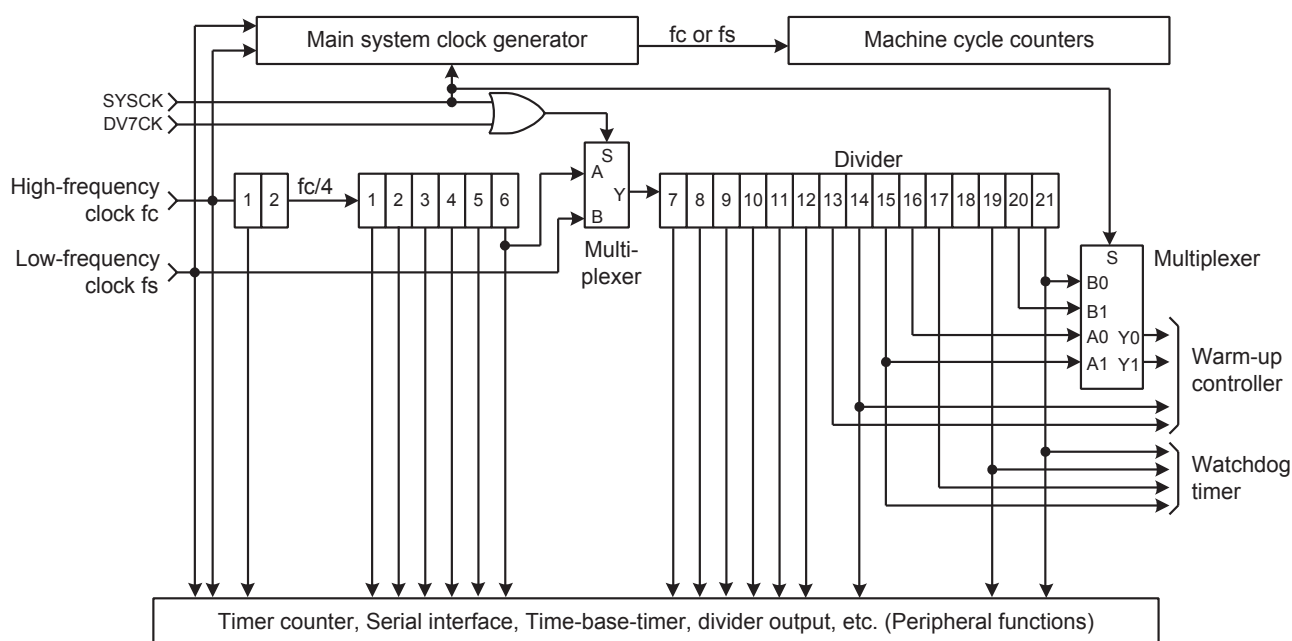 Main system clock generator
fc or fs
Machine cycle counters
SYSCK
DV7CK
High-frequency
clock fc
Low-frequency
clock fs
1 2
fc/4
1 2 3 4 5 6
S
A
B
Y
Multi-
plexer
Divider
7 8 9 10 11 12 13 14 15 16 17 18 19 20 21
S
B0
B1
A0 Y0
A1 Y1
Multiplexer
Warm-up
controller
Watchdog
timer
Timer counter, Serial interface, Time-base-timer, divider output, etc. (Peripheral functions)